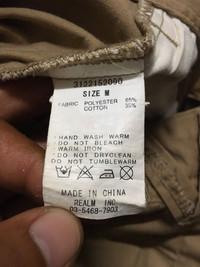 3122152090
SIZE M
FABRIC POLYESTER 65%
COTTON 35%
HAND WASH WARM
DO NOT BLEACH
WARM IRON
DO NOT DRYCLEAN
DO NOT TUMBLEWARM
MADE IN CHINA
REALM INC
03-5468-7903